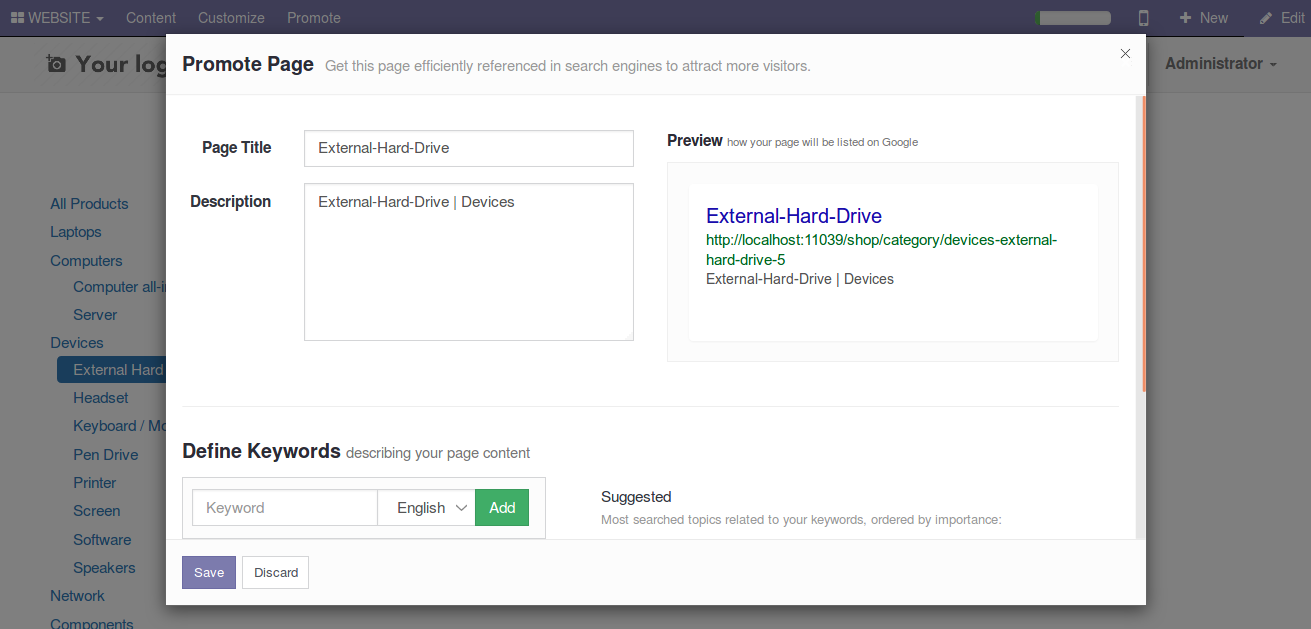 WEBSITE Content Customize Promote New Edit
Your log
Administrator
Promote Page Get this page efficiently referenced in search engines to attract more visitors.
Page Title External-Hard-Drive
Description External-Hard-Drive | Devices
Preview how your page will be listed on Google
External-Hard-Drive
http://localhost:11039/shop/category/devices-external-
hard-drive-5
External-Hard-Drive | Devices
Define Keywords describing your page content
Keyword English Add
Suggested
Most searched topics related to your keywords, ordered by importance:
Save Discard
All Products
Laptops
Computers
Computer all-i
Server
Devices
External Hard
Headset
Keyboard / Mo
Pen Drive
Printer
Screen
Software
Speakers
Network
Components